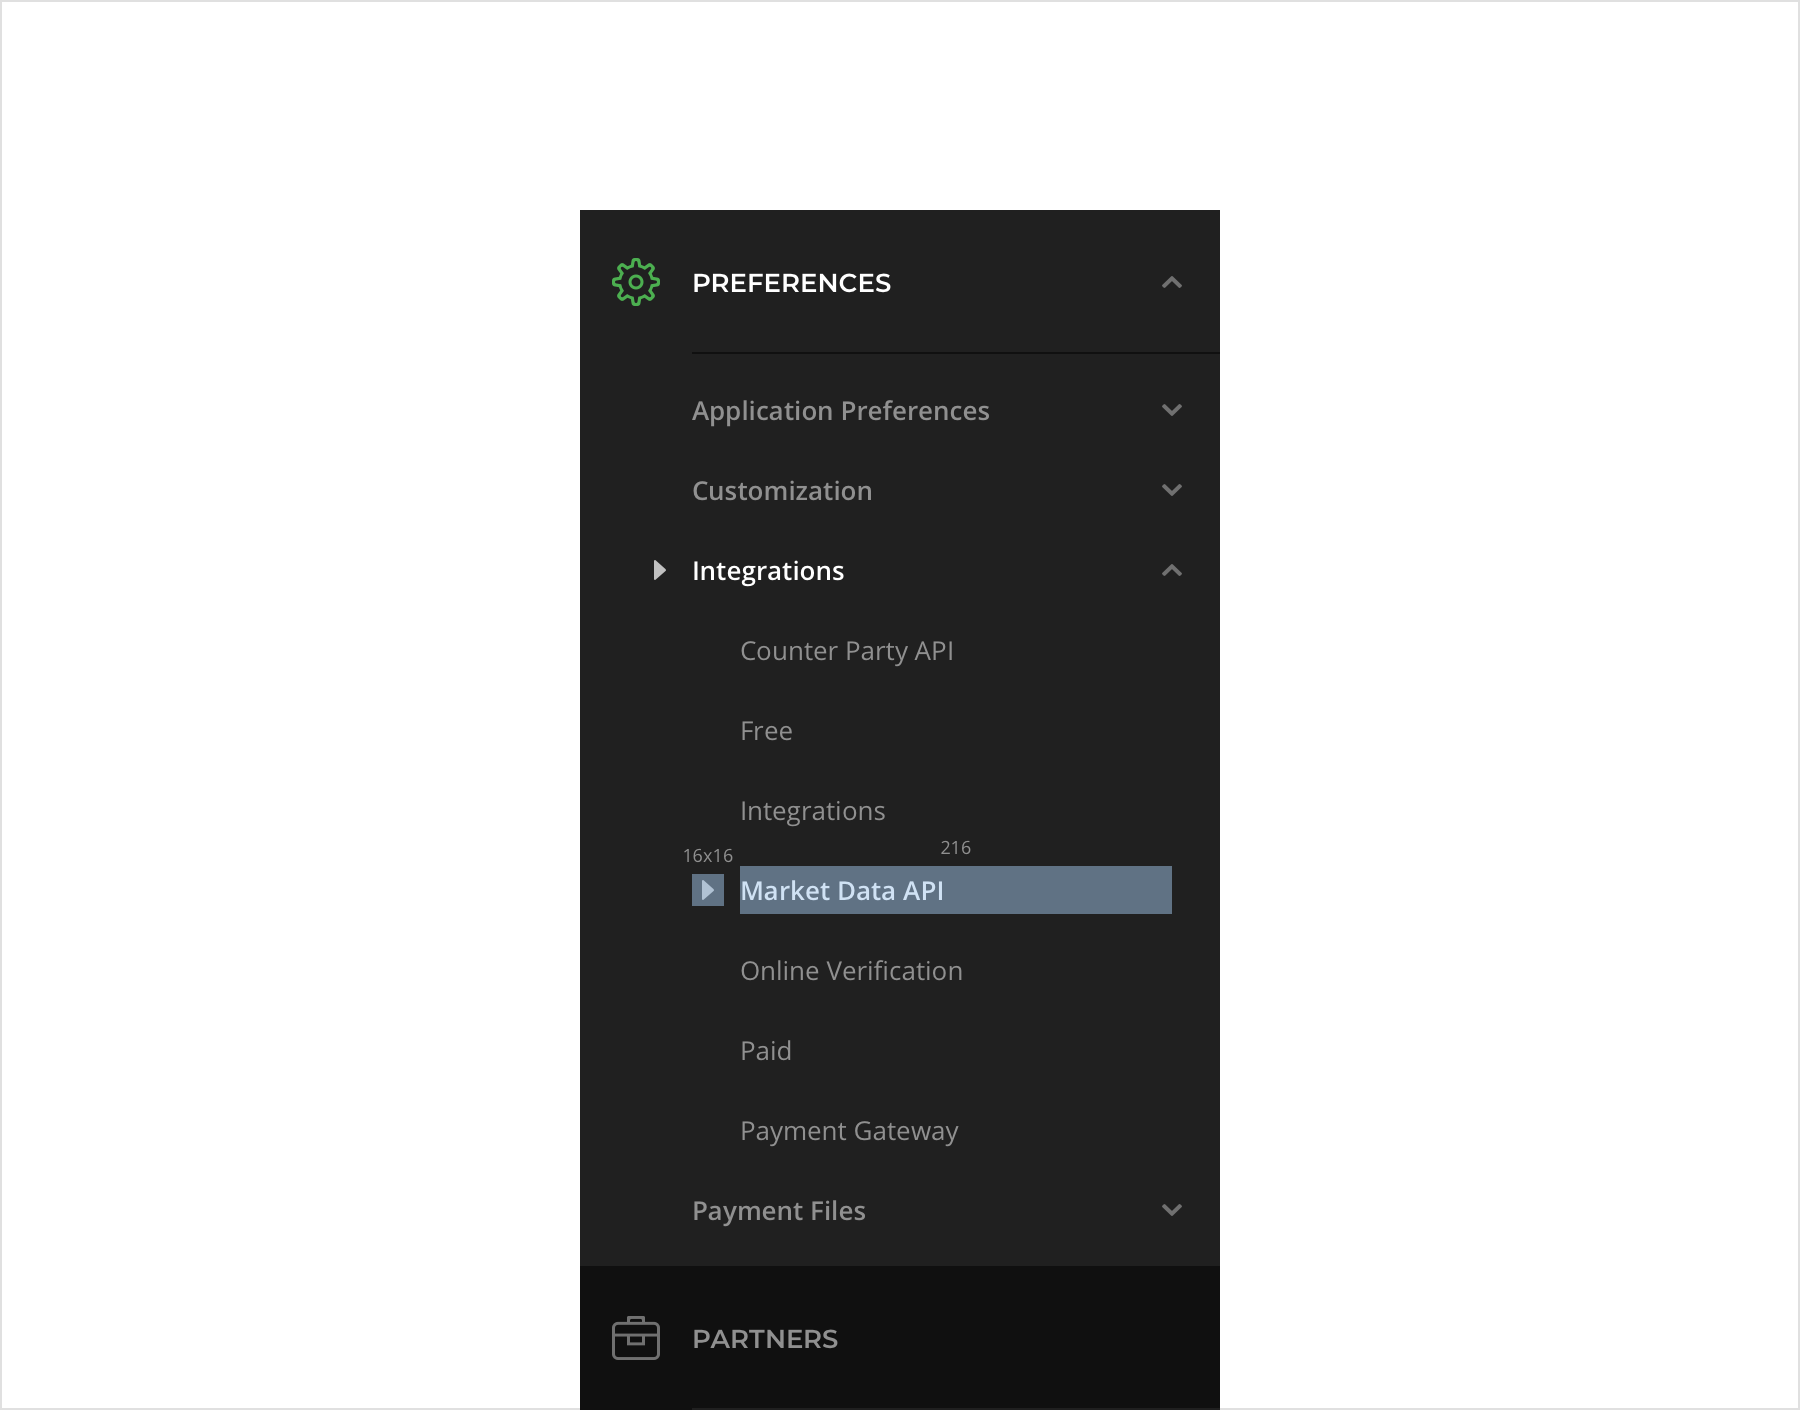 PREFERENCES
Application Preferences
Customization
Integrations
Counter Party API
Free
Integrations
16x16
216
Market Data API
Online Verification
Paid
Payment Gateway
Payment Files
PARTNERS